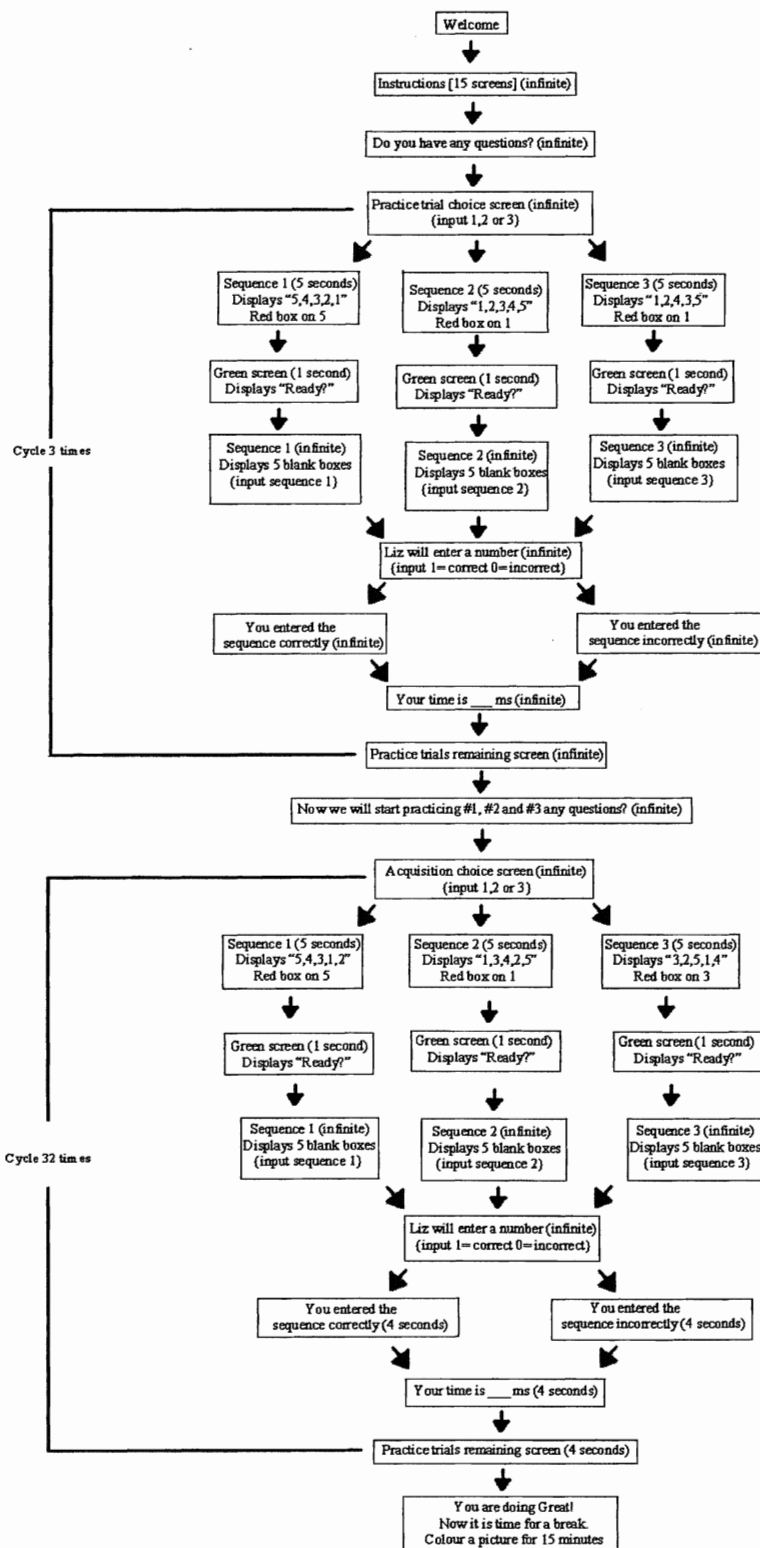 Welcome
Instructions [15 screens] (infinite)
Do you have any questions? (infinite)
Practice trial choice screen (infinite)
(input 1,2 or 3)
Sequence 1 (5 seconds)
Displays "5,4,3,2,1"
Red box on 5
Sequence 2 (5 seconds)
Displays "1,2,3,4,5"
Red box on 1
Sequence 3 (5 seconds)
Displays "1,2,4,3,5"
Red box on 1
Green screen (1 second)
Displays "Ready?"
Green screen (1 second)
Displays "Ready?"
Green screen (1 second)
Displays "Ready?"
Cycle 3 times
Sequence 1 (infinite)
Displays 5 blank boxes
(input sequence 1)
Sequence 2 (infinite)
Displays 5 blank boxes
(input sequence 2)
Sequence 3 (infinite)
Displays 5 blank boxes
(input sequence 3)
Liz will enter a number (infinite)
(input 1= correct 0= incorrect)
You entered the
sequence correctly (infinite)
You entered the
sequence incorrectly (infinite)
Your time is ___ ms (infinite)
Practice trials remaining screen (infinite)
Now we will start practicing #1, #2 and #3 any questions? (infinite)
Acquisition choice screen (infinite)
(input 1,2 or 3)
Sequence 1 (5 seconds)
Displays "5,4,3,1,2"
Red box on 5
Sequence 2 (5 seconds)
Displays "1,3,4,2,5"
Red box on 1
Sequence 3 (5 seconds)
Displays "3,2,5,1,4"
Red box on 3
Green screen (1 second)
Displays "Ready?"
Green screen (1 second)
Displays "Ready?"
Green screen (1 second)
Displays "Ready?"
Cycle 32 times
Sequence 1 (infinite)
Displays 5 blank boxes
(input sequence 1)
Sequence 2 (infinite)
Displays 5 blank boxes
(input sequence 2)
Sequence 3 (infinite)
Displays 5 blank boxes
(input sequence 3)
Liz will enter a number (infinite)
(input 1= correct 0= incorrect)
You entered the
sequence correctly (4 seconds)
You entered the
sequence incorrectly (4 seconds)
Your time is ___ ms (4 seconds)
Practice trials remaining screen (4 seconds)
You are doing Great!
Now it is time for a break.
Colour a picture for 15 minutes